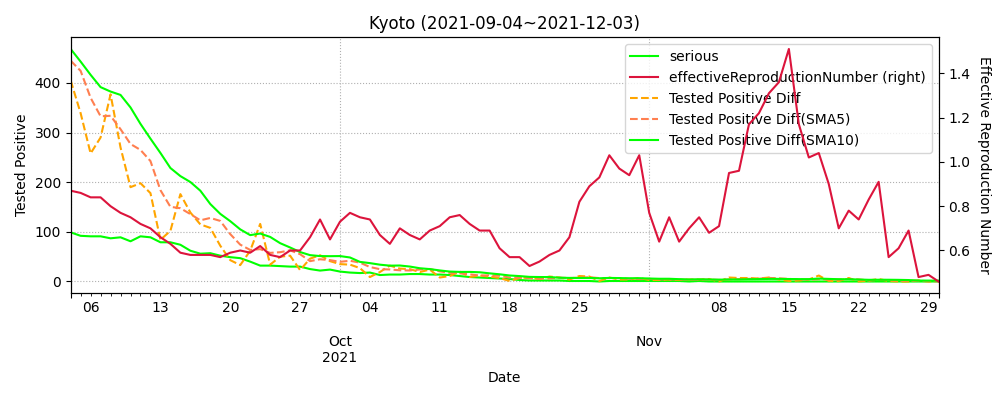 Kyoto (2021-09-04~2021-12-03)
serious
effectiveReproductionNumber (right)
Tested Positive Diff
Tested Positive Diff(SMA5)
Tested Positive Diff(SMA10)
Tested Positive
400
300
200
100
0
1.4
1.2
1.0
0.8
0.6
Effective Reproduction Number
06 13 20 27 04 11 18 25 08 15 22 29
Oct Nov
2021
Date